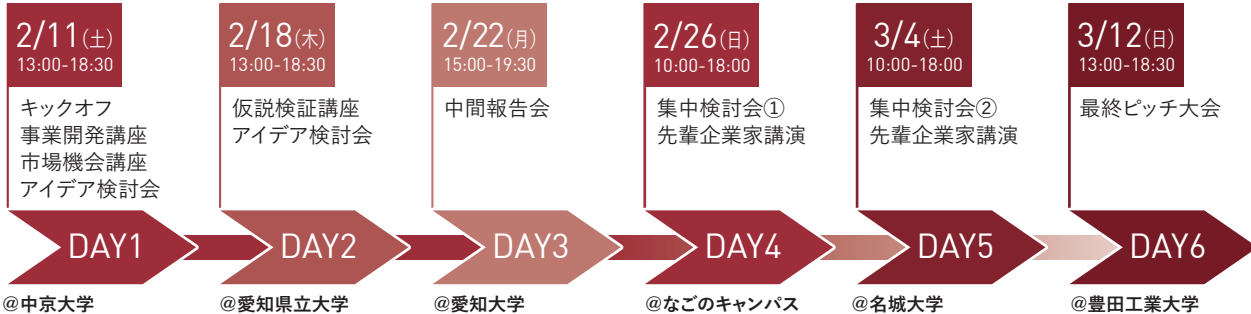 2/11(土)
13:00-18:30
キックオフ
事業開発講座
市場機会講座
アイデア検討会
DAY1
@中京大学
2/18(木)
13:00-18:30
仮説検証講座
アイデア検討会
DAY2
@愛知県立大学
2/22(月)
15:00-19:30
中間報告会
DAY3
@愛知大学
2/26(日)
10:00-18:00
集中検討会①
先輩企業家講演
DAY4
@なごのキャンパス
3/4(土)
10:00-18:00
集中検討会②
先輩企業家講演
DAY5
@名城大学
3/12(日)
13:00-18:30
最終ピッチ大会
DAY6
@豊田工業大学